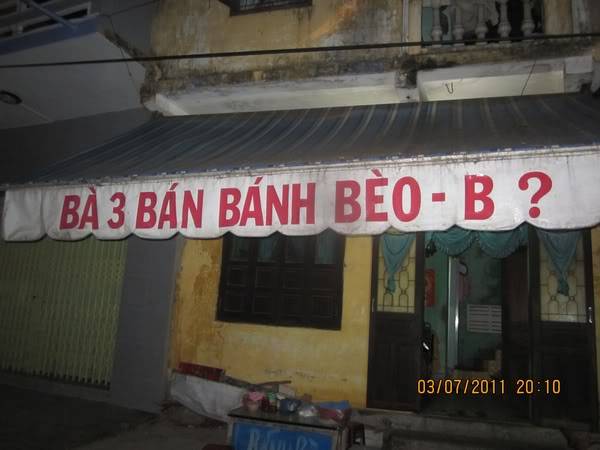 BÀ 3 BÁN BÁNH BÈO - B ?
03/07/2011 20:10